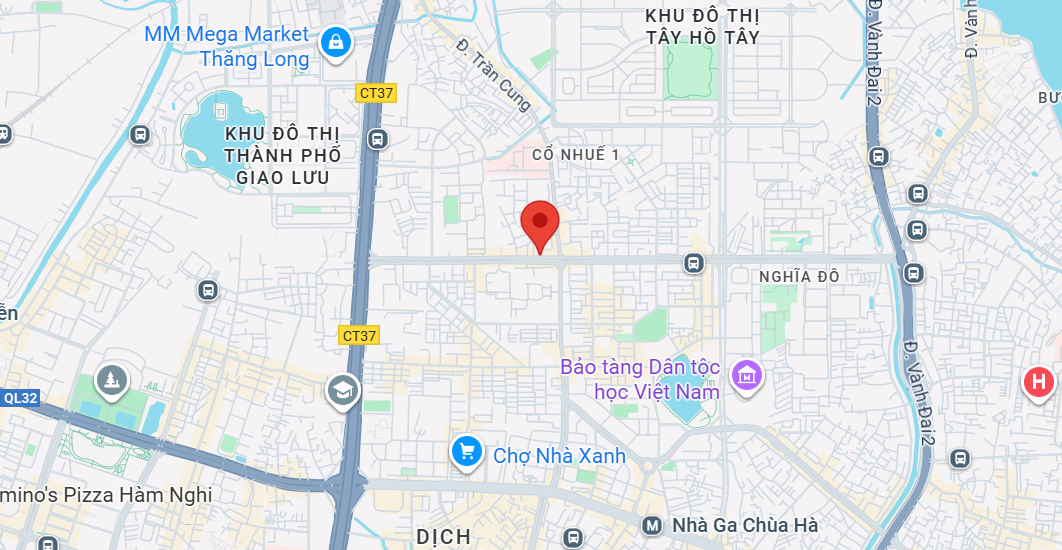 KHU ĐÔ THỊ
TÂY HỒ TÂY
MM Mega Market
Thăng Long
Đ. Trần Cung
Đ. Vành Đai 2
Đ. V
CT37
BƯ
KHU ĐÔ THỊ
THÀNH PHỐ
GIAO LƯU
CỔ NHUẾ 1
NGHĨA ĐÔ
ễn
CT37
Bảo tàng Dân tộc
học Việt Nam
H
Đ. Vành Đai 2
QL32
Chợ Nhà Xanh
mino's Pizza Hàm Nghi
M
Nhà Ga Chùa Hà
DỊCH